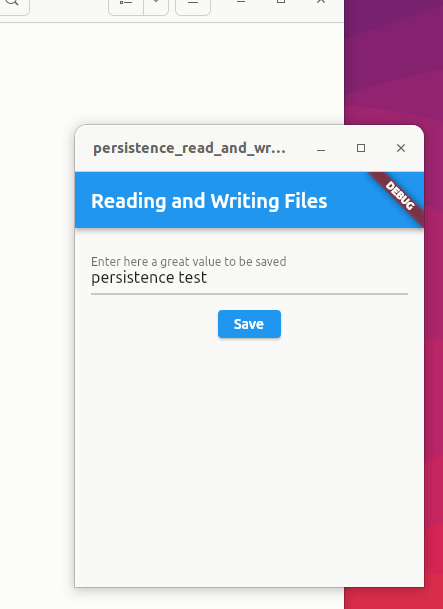 persistence_read_and_wr...
Reading and Writing Files
DEBUG
Enter here a great value to be saved
persistence test
Save